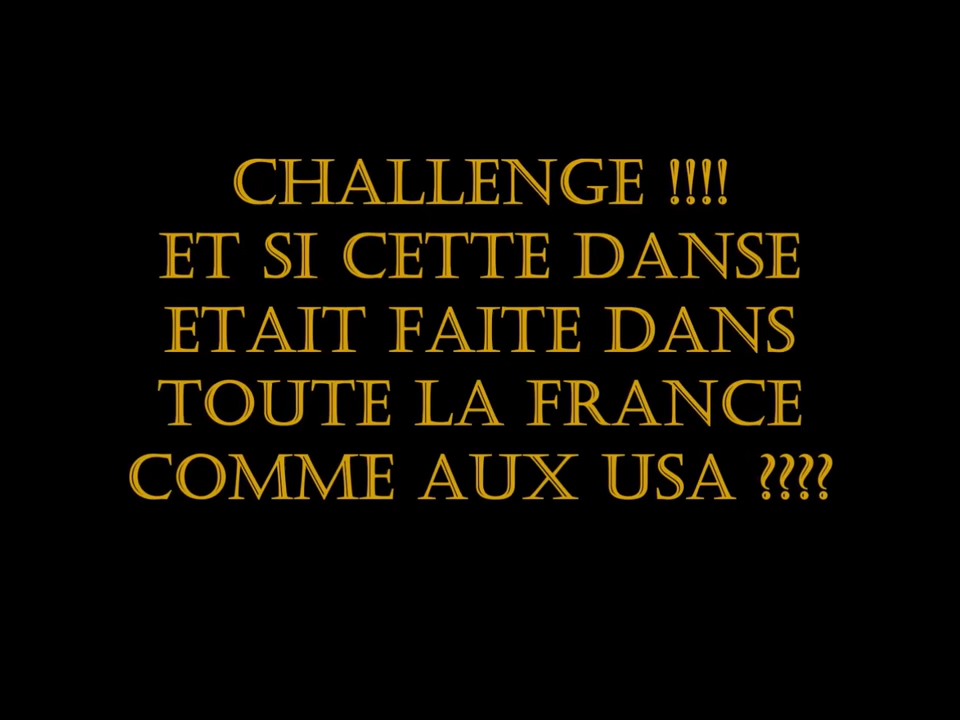 CHALLENGE !!!!
ET SI CETTE DANSE
ETAIT FAITE DANS
TOUTE LA FRANCE
COMME AUX USA ????